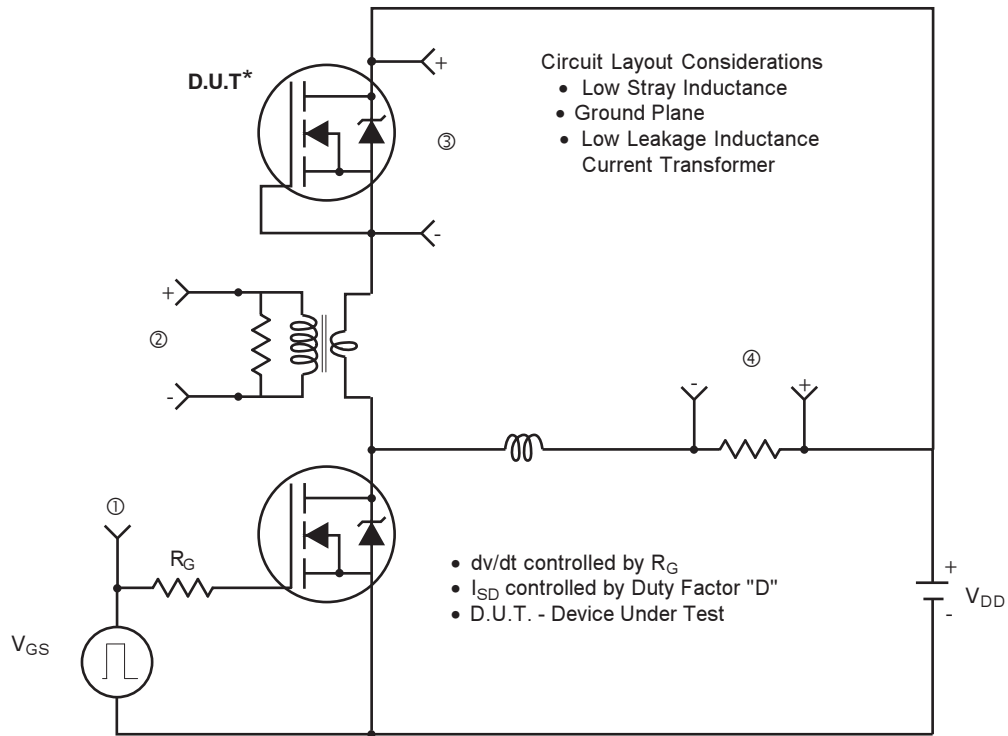 D.U.T*
+
Circuit Layout Considerations
• Low Stray Inductance
• Ground Plane
• Low Leakage Inductance
Current Transformer
③
-
+
②
-
④
-
+
①
R_G
• dv/dt controlled by R_G
• I_SD controlled by Duty Factor "D"
• D.U.T. - Device Under Test
+
V_DD
-
V_GS